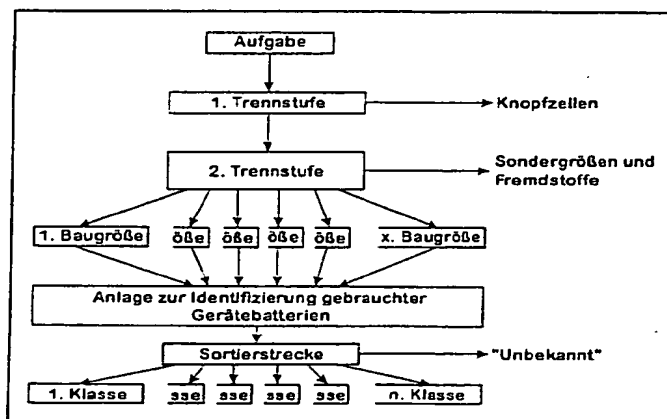 Aufgabe
1. Trennstufe
Knopfzellen
2. Trennstufe
Sondergrößen und
Fremdstoffe
1. Baugröße
öße
öße
öße
öße
x. Baugröße
Anlage zur Identifizierung gebrauchter
Gerätebatterien
Sortierstrecke
"Unbekannt"
1. Klasse
sse
sse
sse
sse
n. Klasse